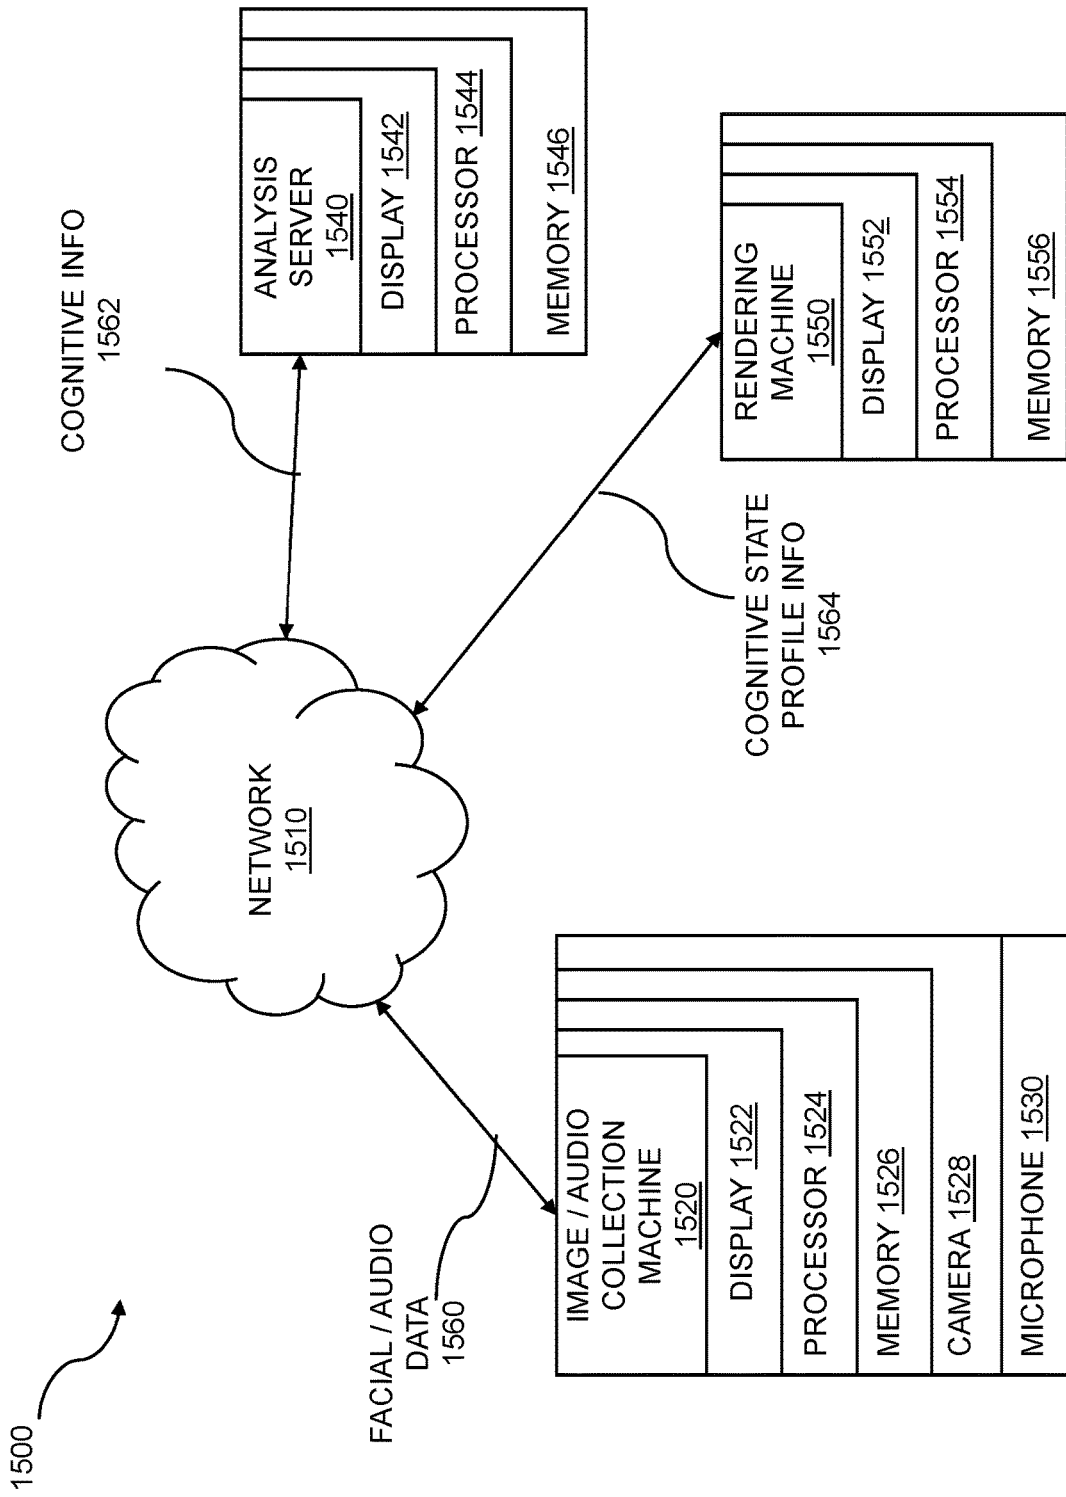 1500
FACIAL / AUDIO
DATA
1560
IMAGE / AUDIO
COLLECTION
MACHINE
1520
DISPLAY 1522
PROCESSOR 1524
MEMORY 1526
CAMERA 1528
MICROPHONE 1530
NETWORK
1510
COGNITIVE INFO
1562
ANALYSIS
SERVER
1540
DISPLAY 1542
PROCESSOR 1544
MEMORY 1546
COGNITIVE STATE
PROFILE INFO
1564
RENDERING
MACHINE
1550
DISPLAY 1552
PROCESSOR 1554
MEMORY 1556